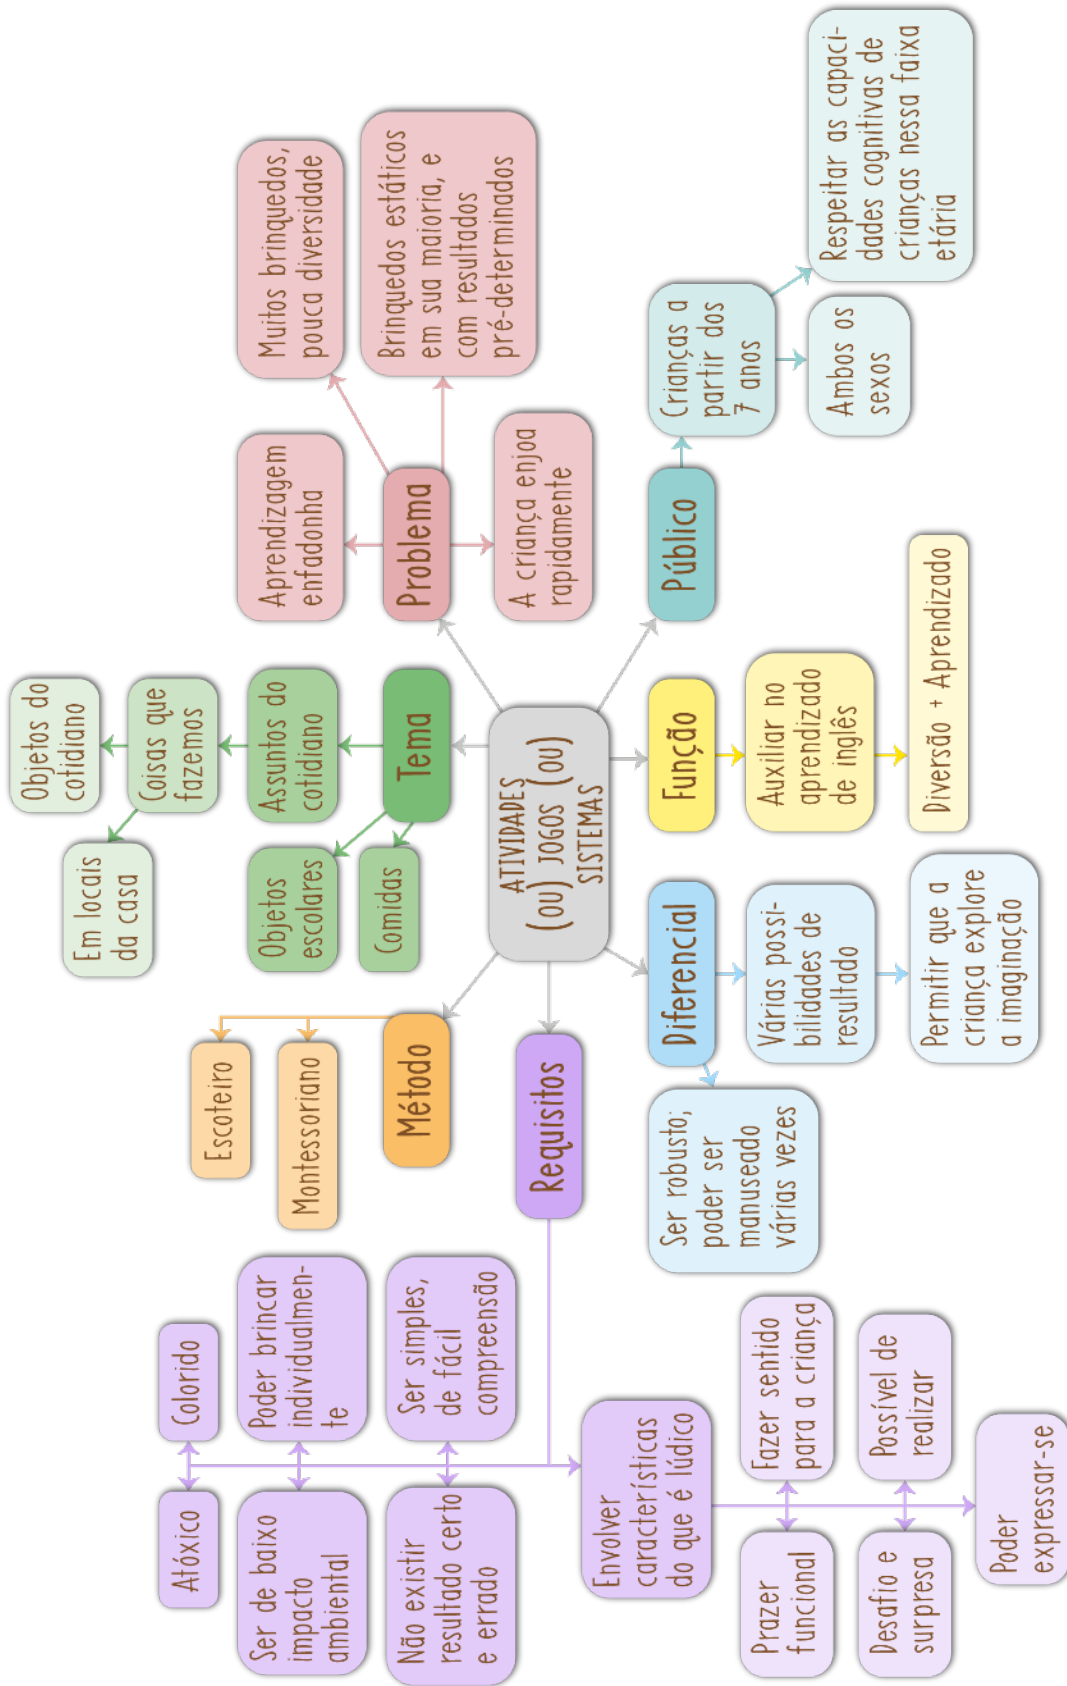 Atóxico
Colorido
Ser de baixo
impacto
ambiental
Poder brincar
individualmen-
te
Não existir
resultado certo
e errado
Ser simples,
de fácil
compreensão
Envolver
características
do que é lúdico
Prazer
funcional
Fazer sentido
para a criança
Desafio e
surpresa
Possível de
realizar
Poder
expressar-se
Requisitos
Escoteiro
Montessoriano
Método
Em locais
da casa
Objetos do
cotidiano
Coisas que
fazemos
Assuntos do
cotidiano
Objetos
escolares
Comidas
Tema
ATIVIDADES
(ou) JOGOS (ou)
SISTEMAS
Diferencial
Ser robusto,
poder ser
manuseado
várias vezes
Várias possi-
bilidades de
resultado
Permitir que a
criança explore
a imaginação
Função
Auxiliar no
aprendizado
de inglês
Diversão + Aprendizado
Aprendizagem
enfadonha
Muitos brinquedos,
pouca diversidade
Problema
Brinquedos estáticos
em sua maioria, e
com resultados
pré-determinados
A criança enjoa
rapidamente
Público
Crianças a
partir dos
7 anos
Ambos os
sexos
Respeitar as capaci-
dades cognitivas de
crianças nessa faixa
etária